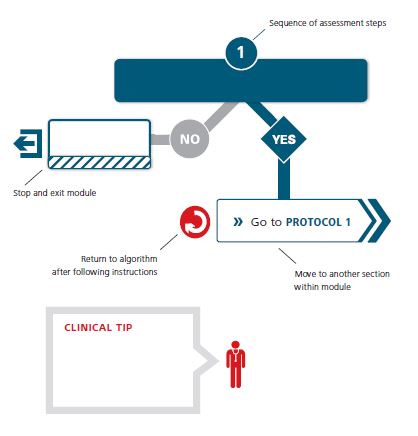 Sequence of assessment steps
1
NO
YES
Stop and exit module
» Go to PROTOCOL 1
Return to algorithm
after following instructions
Move to another section
within module
CLINICAL TIP